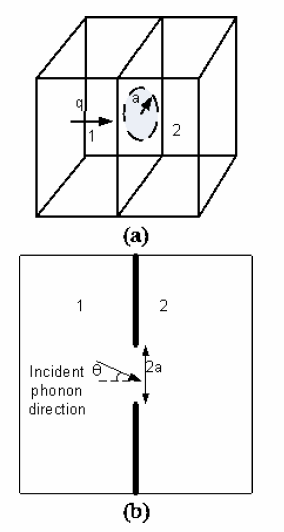 q
a
1
2
(a)
1
2
Incident
phonon
direction
θ
2a
(b)